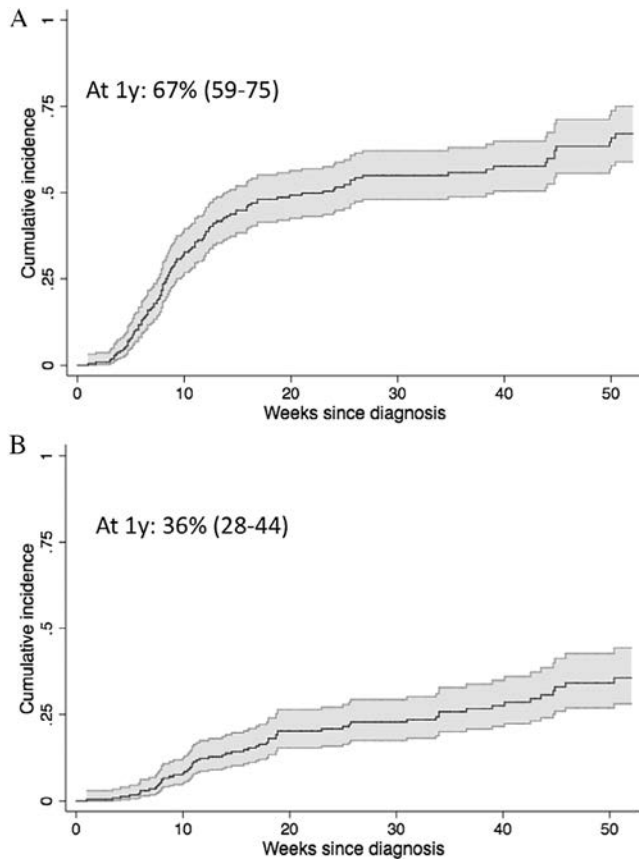 A
At 1y: 67% (59-75)
Cumulative incidence
0
.25
.5
.75
1
0 10 20 30 40 50
Weeks since diagnosis
B
At 1y: 36% (28-44)
Cumulative incidence
0
.25
.5
.75
1
0 10 20 30 40 50
Weeks since diagnosis